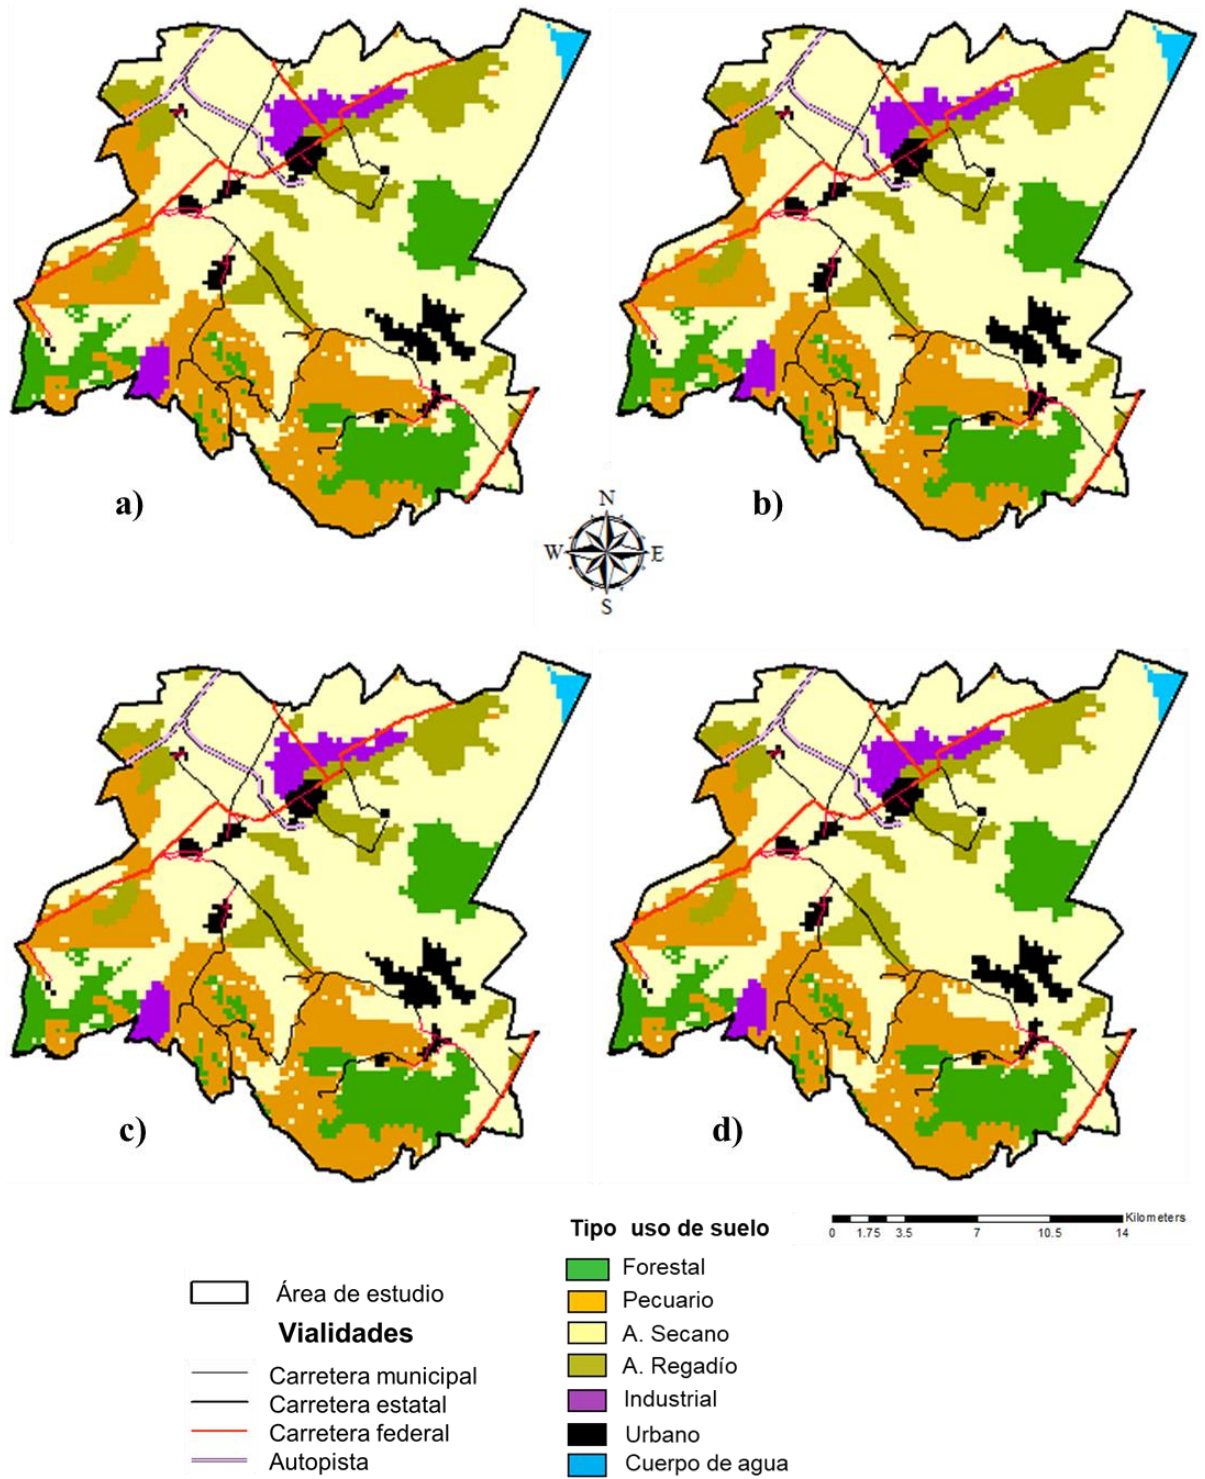 a)
b)
N
W E
S
c)
d)
Kilometers
0 1.75 3.5 7 10.5 14
Tipo uso de suelo
Forestal
Pecuario
A. Secano
A. Regadío
Industrial
Urbano
Cuerpo de agua
Área de estudio
Vialidades
Carretera municipal
Carretera estatal
Carretera federal
Autopista